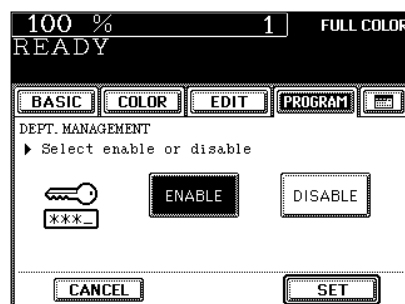 100 % 1 FULL COLOR
READY
BASIC COLOR EDIT PROGRAM
DEPT. MANAGEMENT
Select enable or disable
ENABLE DISABLE
***_
CANCEL SET